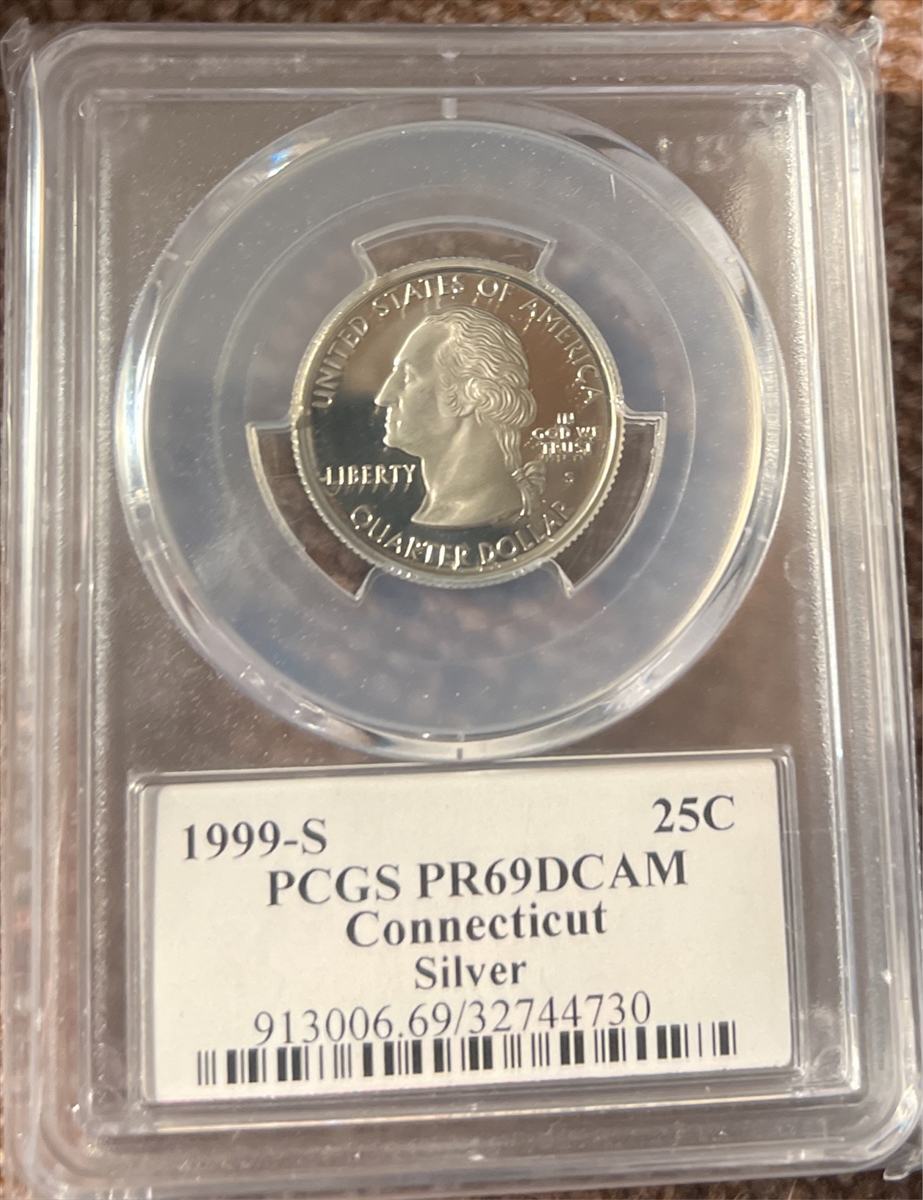 UNITED STATES OF AMERICA
LIBERTY
IN
GOD WE
TRUST
S
QUARTER DOLLAR
1999-S 25C
PCGS PR69DCAM
Connecticut
Silver
913006.69/32744730